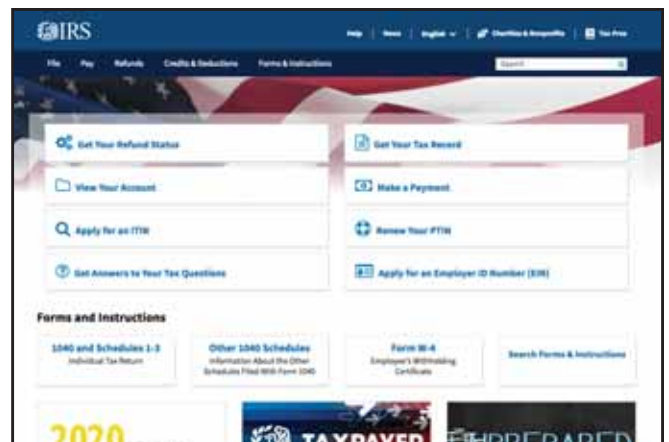 IRS
Help | News | English | Charities & Nonprofits | Tax Pros
File Pay Refunds Credits & Deductions Forms & Instructions Search
Get Your Refund Status
Get Your Tax Record
View Your Account
Make a Payment
Apply for an ITIN
Renew Your PTIN
Get Answers to Your Tax Questions
Apply for an Employer ID Number (EIN)
Forms and Instructions
1040 and Schedules 1-3
Individual Tax Return
Other 1040 Schedules
Information About the Other
Schedules Filed With Form 1040
Form W-4
Employee's Withholding
Certificate
Search Forms & Instructions
2020
TAXPAYER